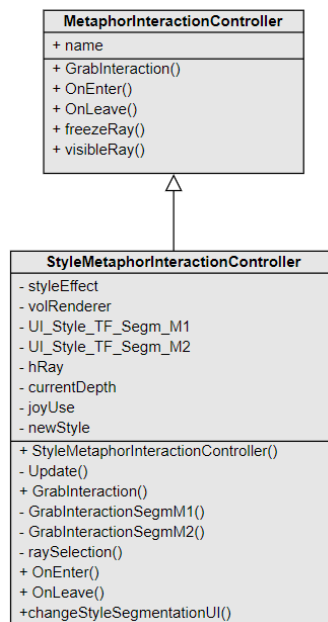 MetaphorInteractionController
+ name
+ GrabInteraction()
+ OnEnter()
+ OnLeave()
+ freezeRay()
+ visibleRay()
StyleMetaphorInteractionController
- styleEffect
- volRenderer
- UI_Style_TF_Segm_M1
- UI_Style_TF_Segm_M2
- hRay
- currentDepth
- joyUse
- newStyle
+ StyleMetaphorInteractionController()
- Update()
+ GrabInteraction()
- GrabInteractionSegmM1()
- GrabInteractionSegmM2()
- raySelection()
+ OnEnter()
+ OnLeave()
+changeStyleSegmentationUI()